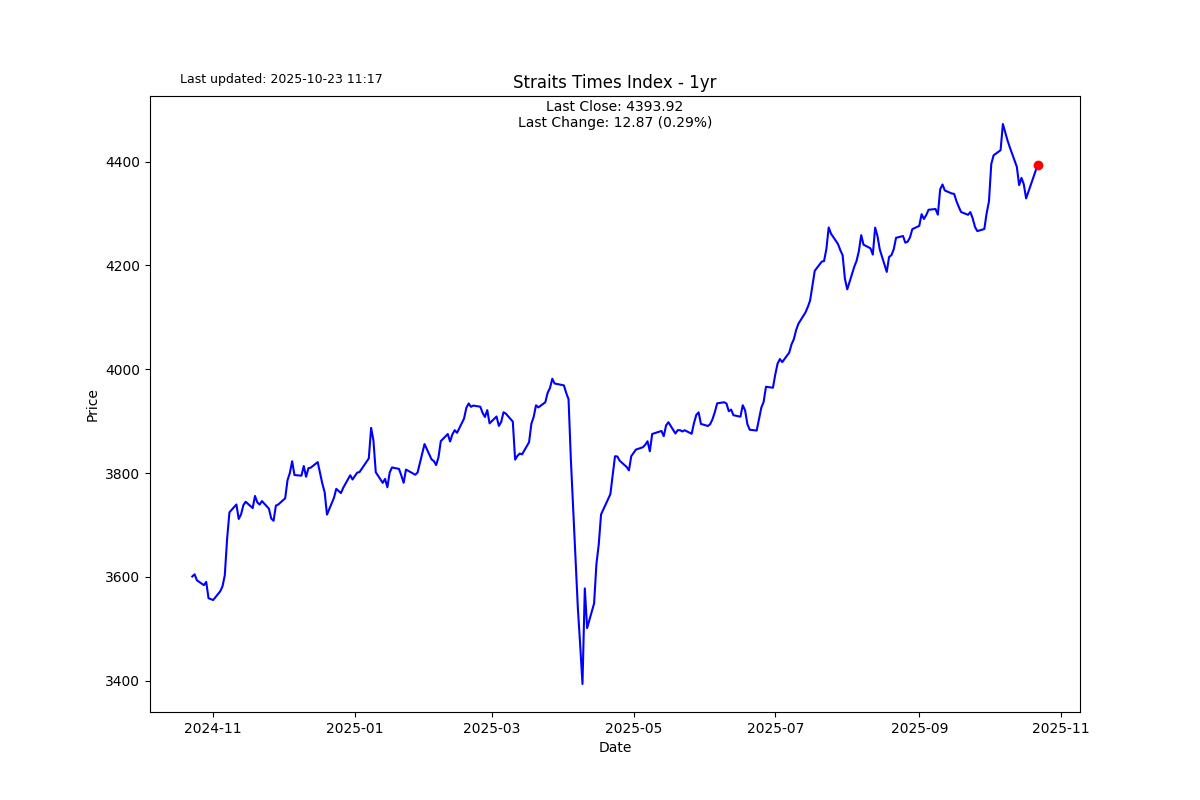 Last updated: 2025-10-23 11:17
Straits Times Index - 1yr
Last Close: 4393.92
Last Change: 12.87 (0.29%)
4400
4200
4000
3800
3600
3400
Price
2024-11
2025-01
2025-03
2025-05
2025-07
2025-09
2025-11
Date